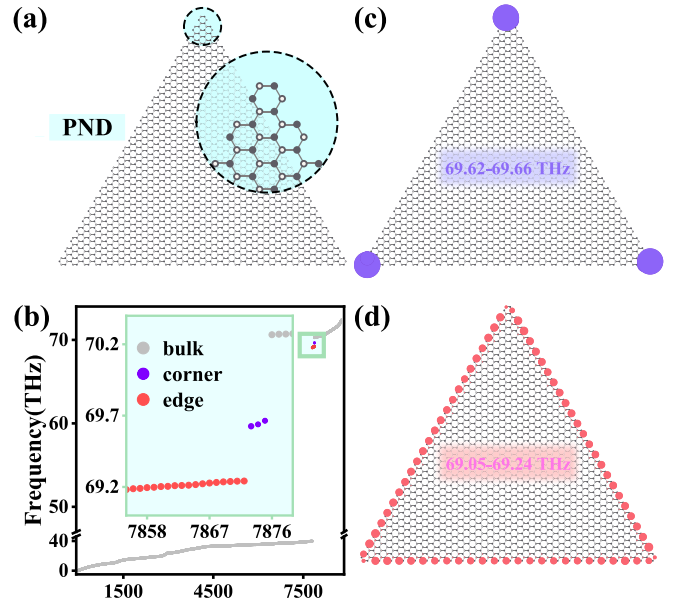 (a)
PND
(c)
69.62-69.66 THz
(b)
Frequency(THz)
70
60
50
40
0
70.2
69.7
69.2
bulk
corner
edge
7858 7867 7876
1500 4500 7500
(d)
69.05-69.24 THz